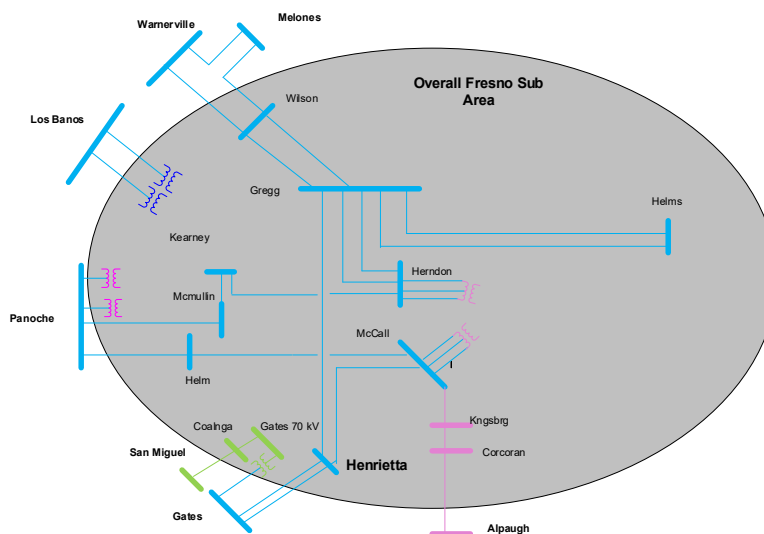 Melones
Warnerville
Overall Fresno Sub
Area
Wilson
Los Banos
Gregg
Helms
Kearney
Herndon
Mcmullin
Panoche
McCall
I
Helm
Kngsbrg
Coalnga
Gates 70 kV
San Miguel
Corcoran
Henrietta
Gates
Alpaugh